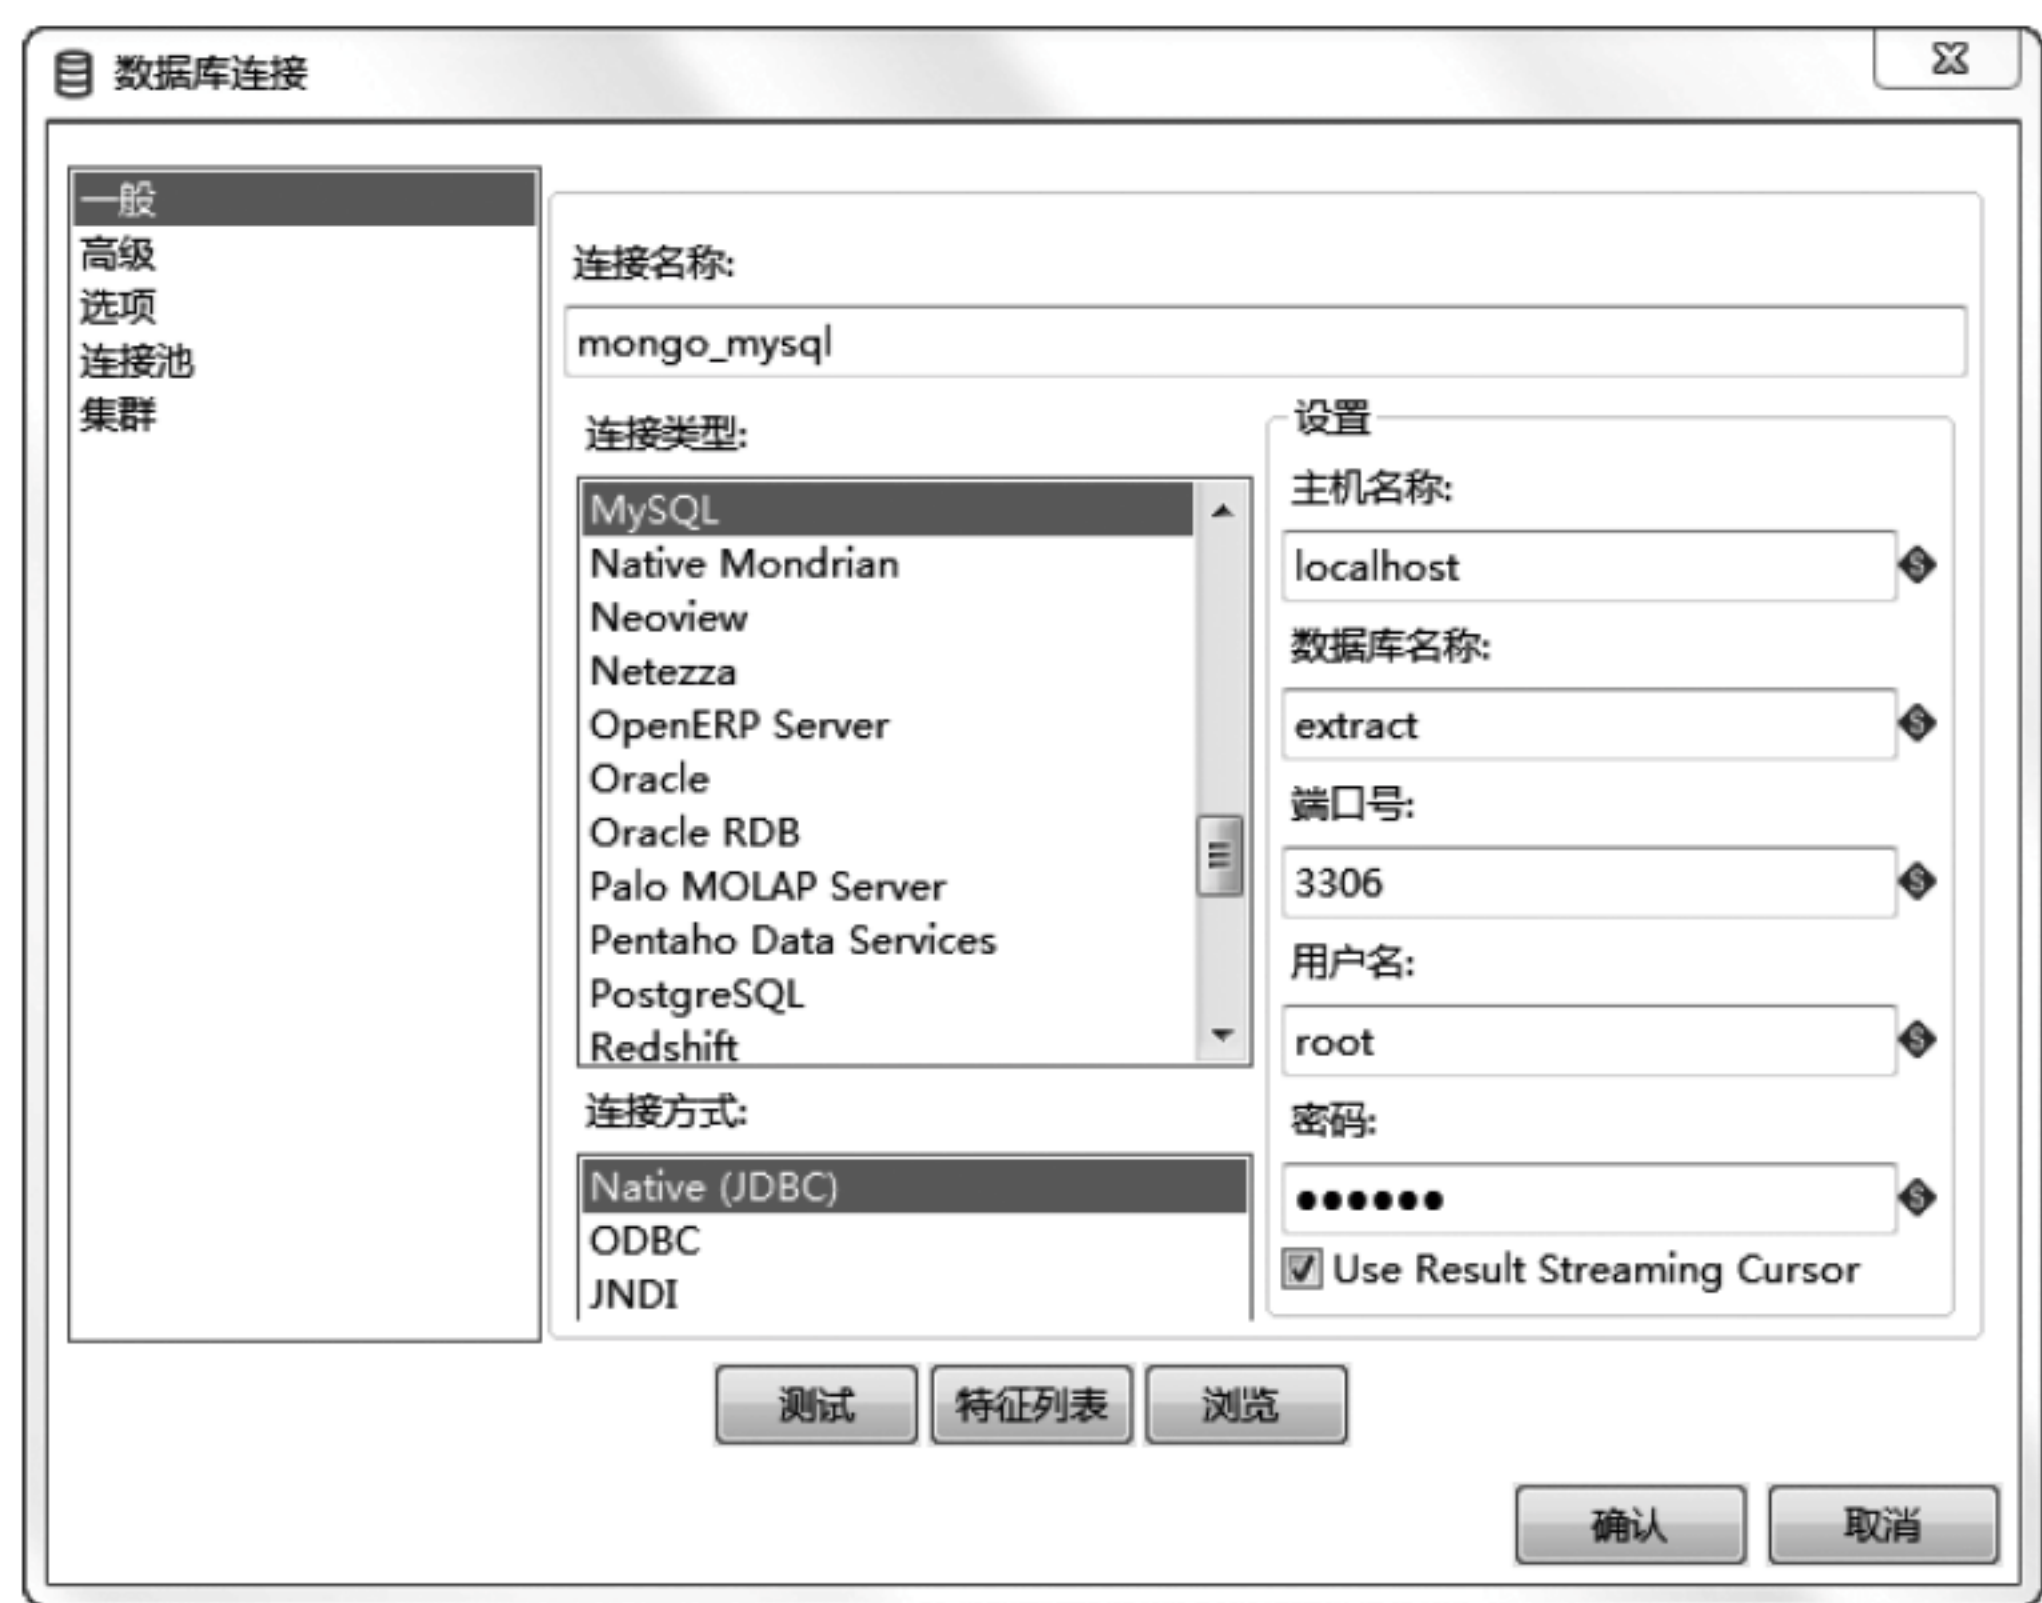 数据库连接
一般
高级
选项
连接池
集群
连接名称:
mongo_mysql
连接类型:
MySQL
Native Mondrian
Neoview
Netezza
OpenERP Server
Oracle
Oracle RDB
Palo MOLAP Server
Pentaho Data Services
PostgreSQL
Redshift
连接方式:
Native (JDBC)
ODBC
JNDI
设置
主机名称:
localhost
数据库名称:
extract
端口号:
3306
用户名:
root
密码:
●●●●●●
Use Result Streaming Cursor
测试
特征列表
浏览
确认
取消